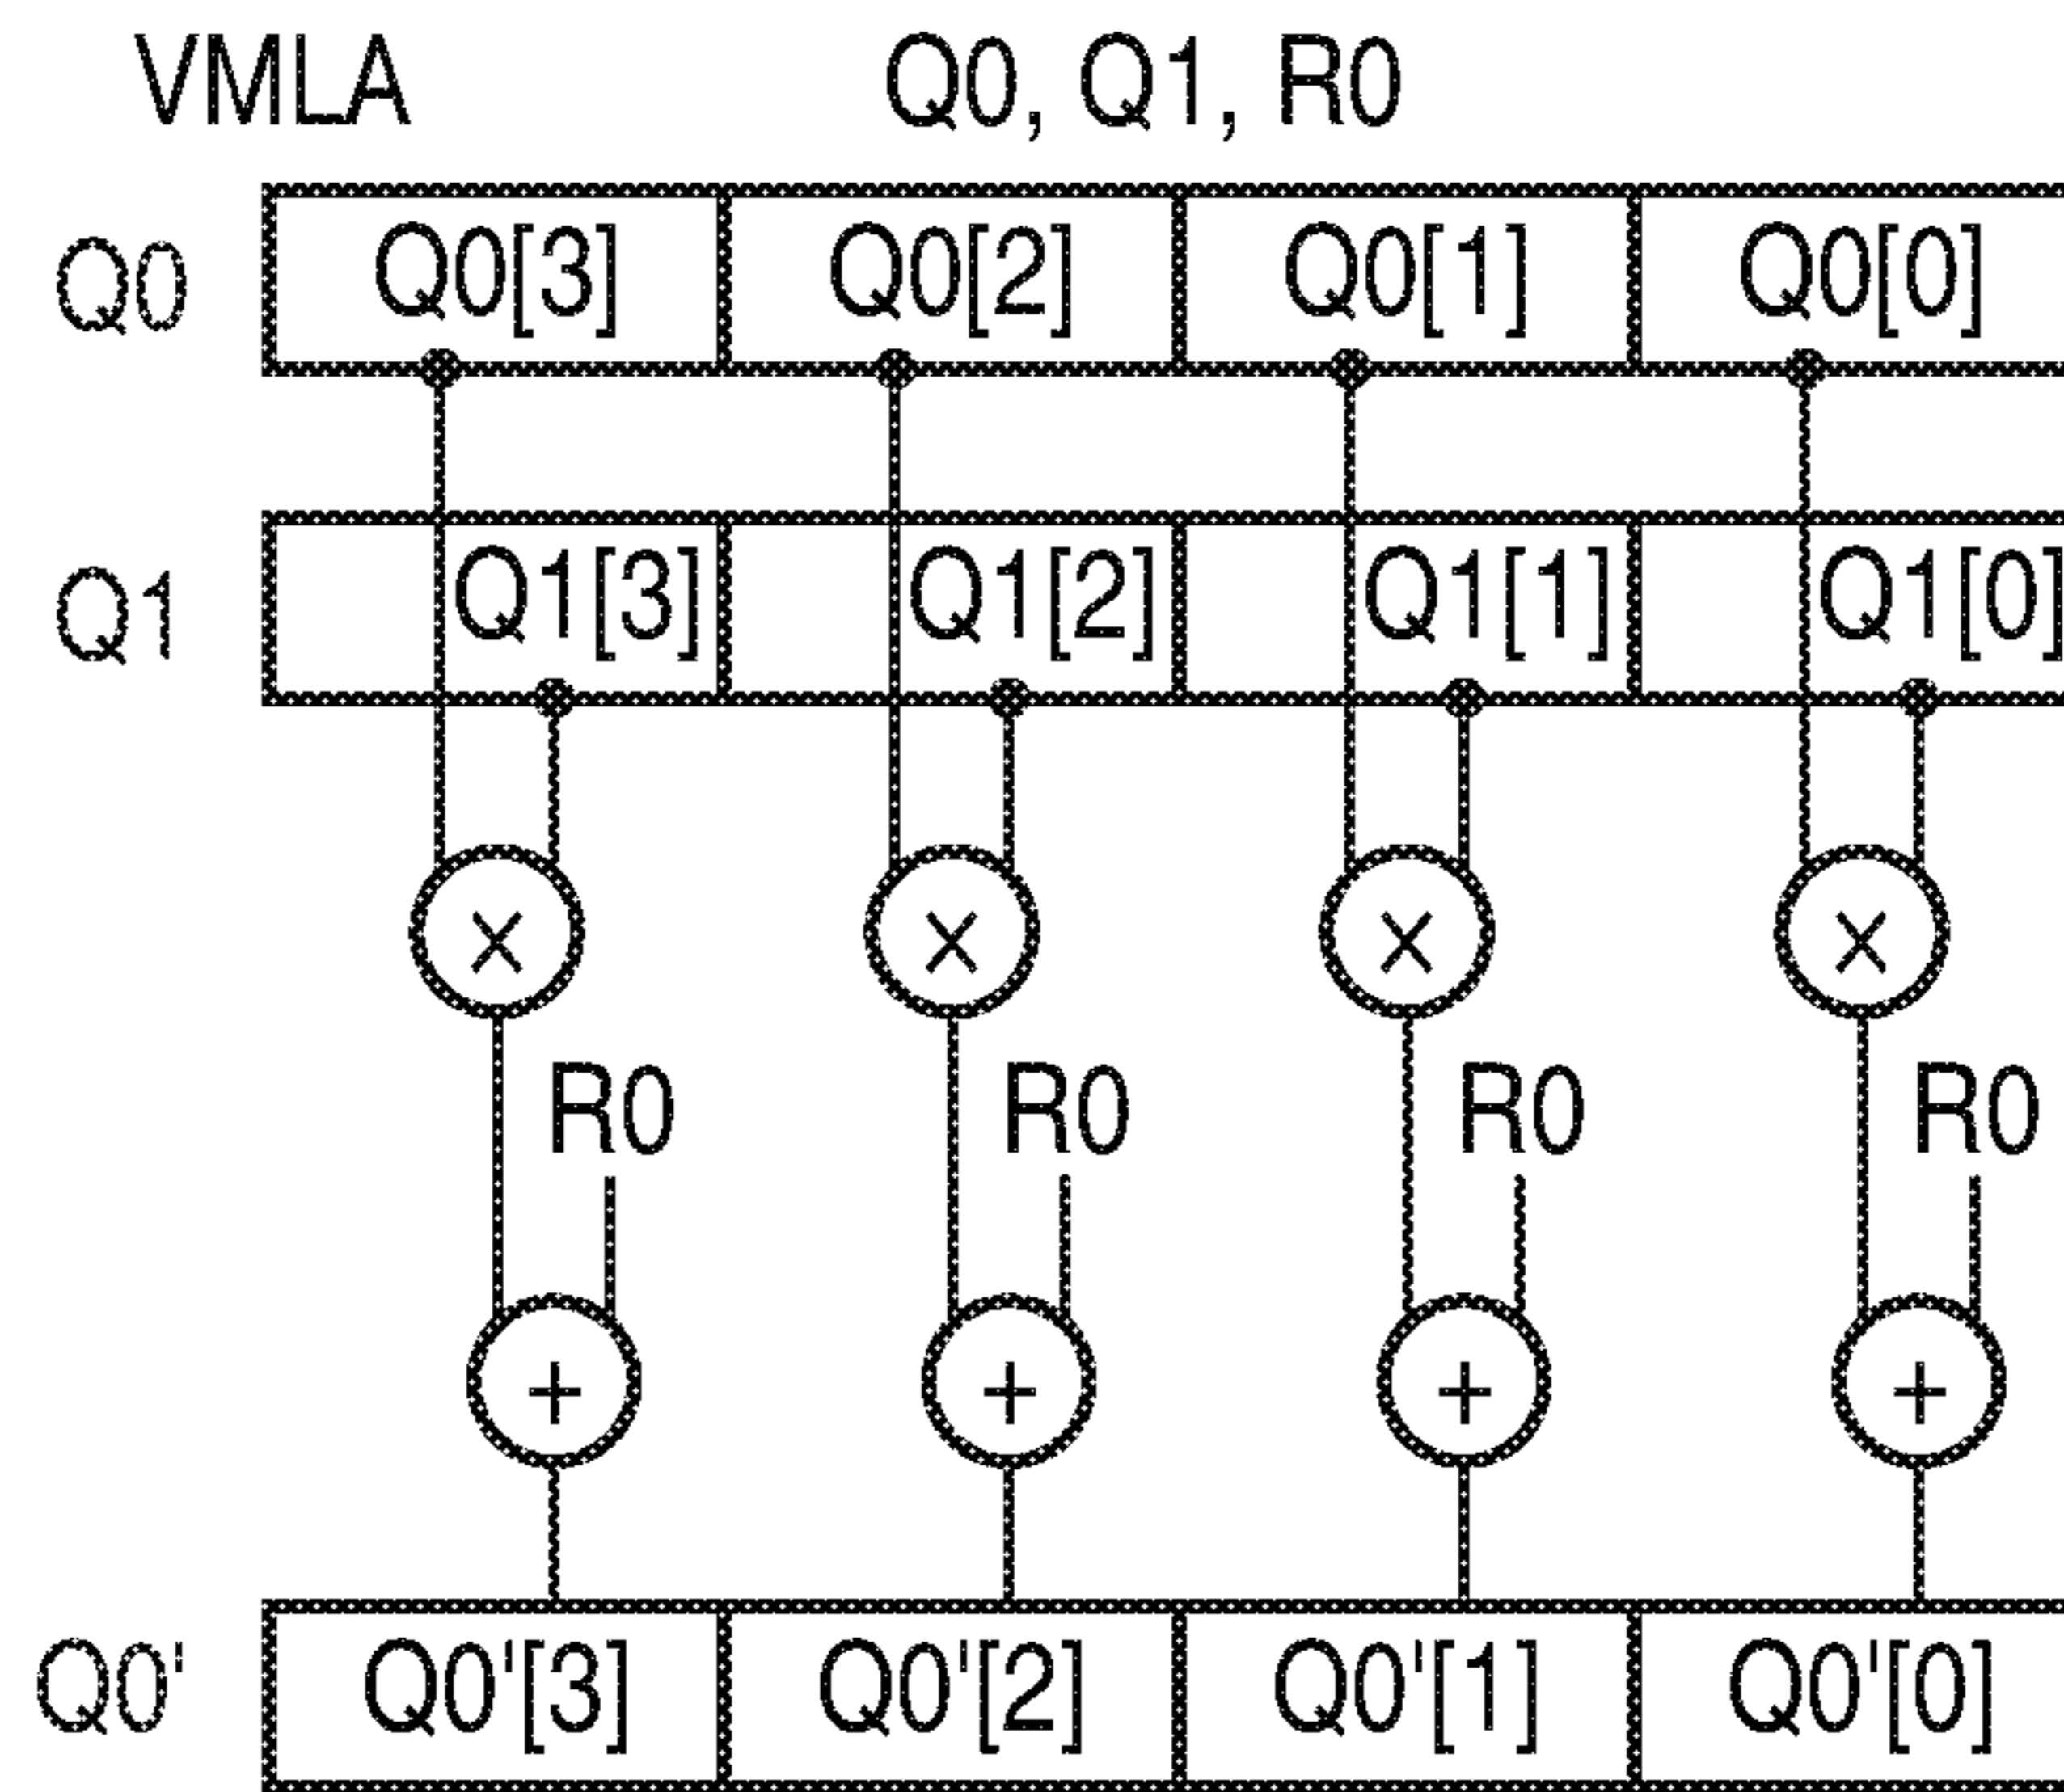 VMLA Q0, Q1, R0
Q0 Q0[3] Q0[2] Q0[1] Q0[0]
Q1 Q1[3] Q1[2] Q1[1] Q1[0]
× × × ×
R0 R0 R0 R0
+ + + +
Q0' Q0'[3] Q0'[2] Q0'[1] Q0'[0]